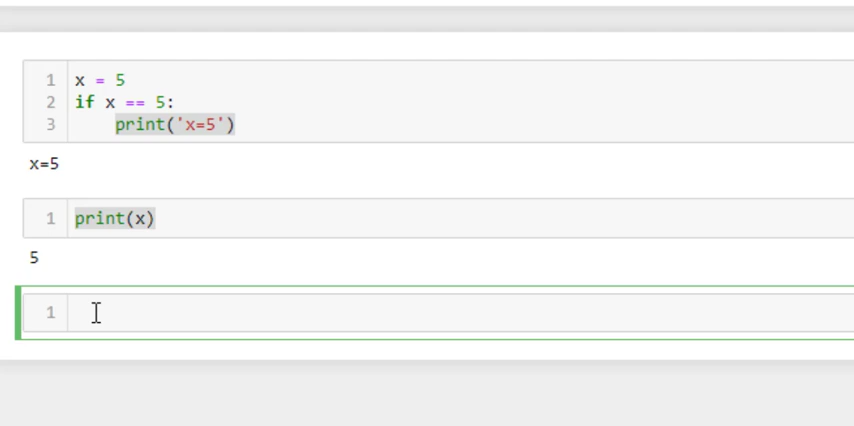 1 x = 5
2 if x == 5:
3     print('x=5')
x=5
1 print(x)
5
1